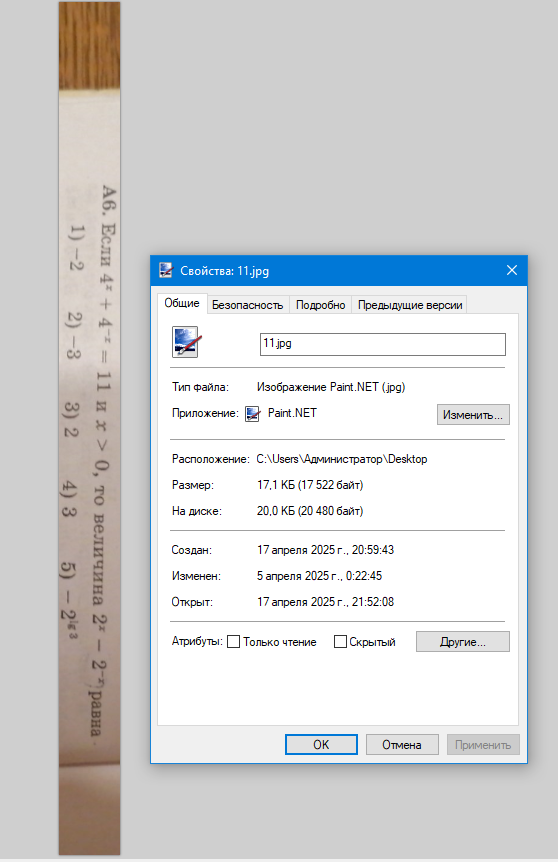 А6. Если 4^x + 4^−x = 11 и x > 0, то величина 2^x − 2^−x равна
1) −2 2) −3 3) 2 4) 3 5) −2^lg 3
Свойства: 11.jpg
Общие Безопасность Подробно Предыдущие версии
11.jpg
Тип файла: Изображение Paint.NET (.jpg)
Приложение: Paint.NET Изменить...
Расположение: C:\Users\Администратор\Desktop
Размер: 17,1 КБ (17 522 байт)
На диске: 20,0 КБ (20 480 байт)
Создан: 17 апреля 2025 г., 20:59:43
Изменен: 5 апреля 2025 г., 0:22:45
Открыт: 17 апреля 2025 г., 21:52:08
Атрибуты: Только чтение Скрытый Другие...
OK Отмена Применить